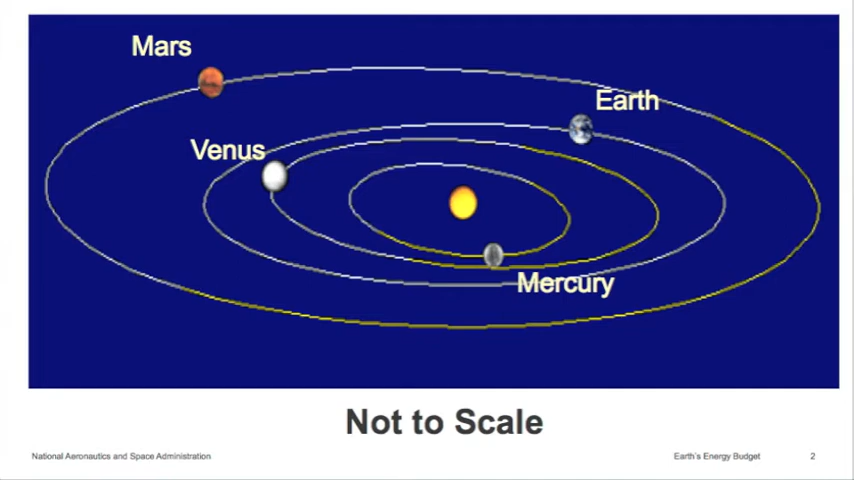 Mars
Earth
Venus
Mercury
Not to Scale
National Aeronautics and Space Administration
Earth's Energy Budget
2